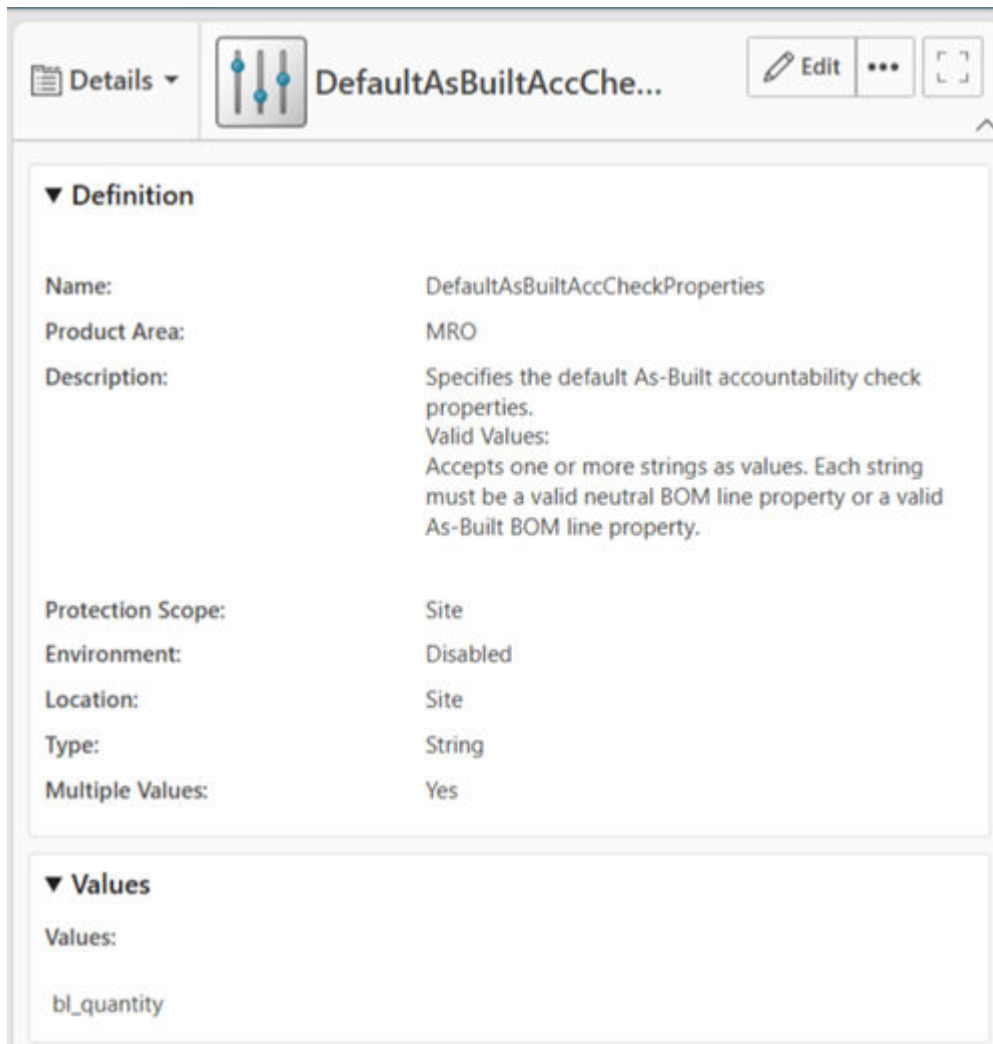 Details
DefaultAsBuiltAccChe...
Edit
Definition
Name: DefaultAsBuiltAccCheckProperties
Product Area: MRO
Description: Specifies the default As-Built accountability check
properties.
Valid Values:
Accepts one or more strings as values. Each string
must be a valid neutral BOM line property or a valid
As-Built BOM line property.
Protection Scope: Site
Environment: Disabled
Location: Site
Type: String
Multiple Values: Yes
Values
Values:
bl_quantity